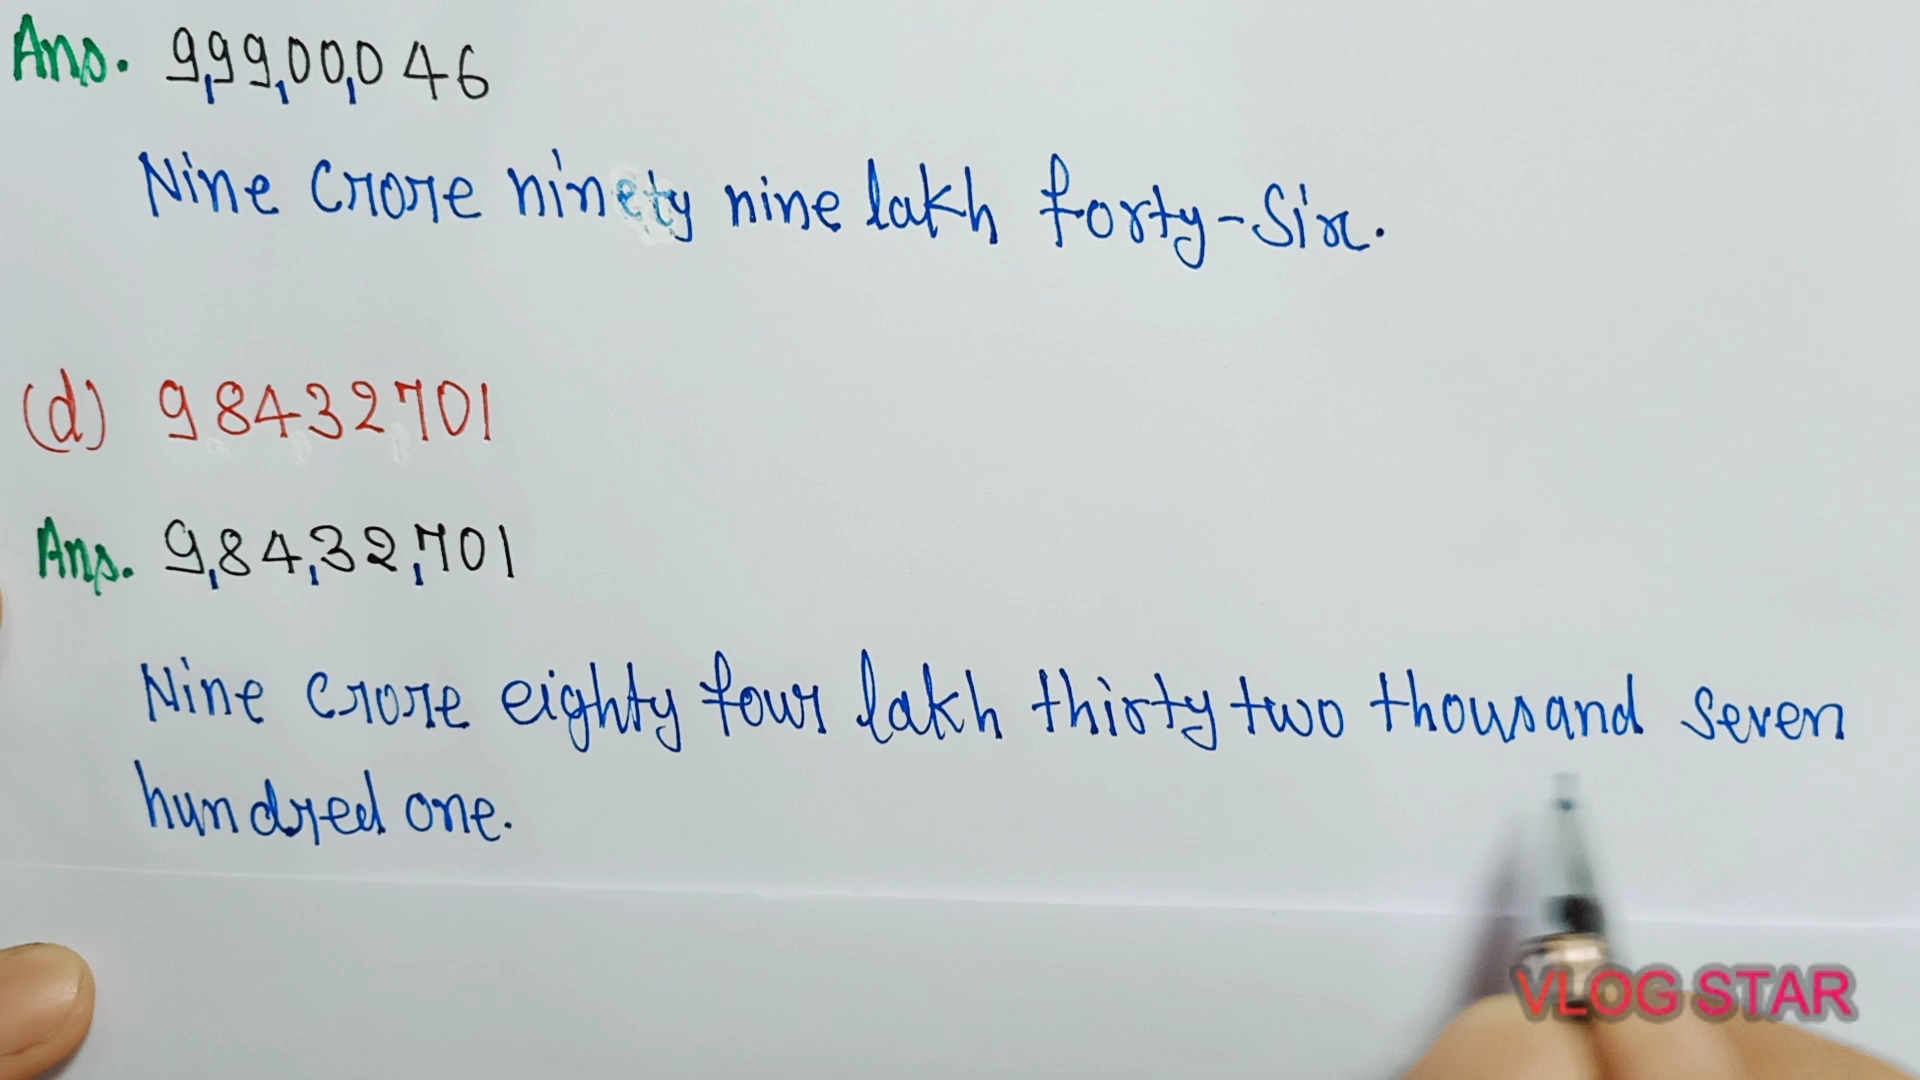 Ans. 9,99,00,046
Nine Crore ninety nine lakh forty-Six.
(d) 98432701
Ans. 9,84,32,701
Nine Crore eighty four lakh thirty two thousand Seven
hundred one.
VLOG STAR